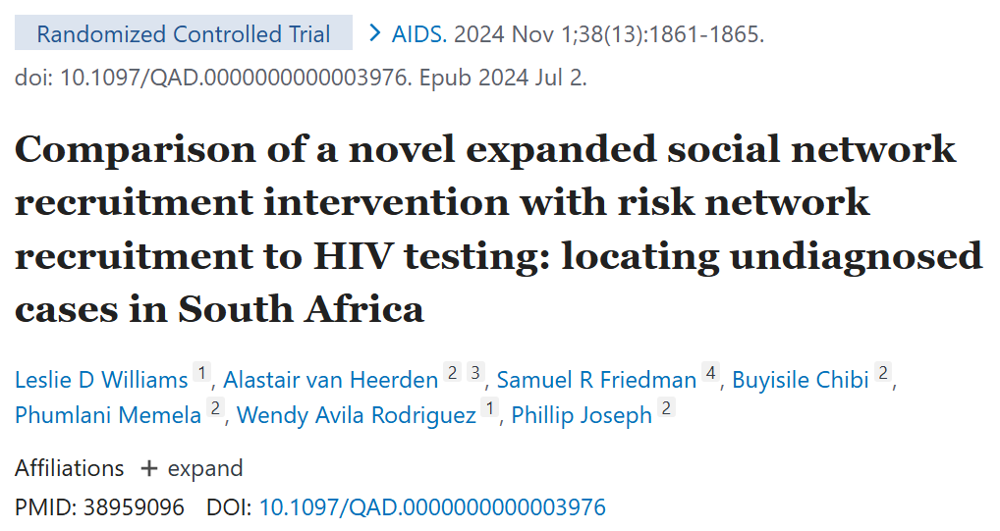 Randomized Controlled Trial > AIDS. 2024 Nov 1;38(13):1861-1865.
doi: 10.1097/QAD.0000000000003976. Epub 2024 Jul 2.
Comparison of a novel expanded social network
recruitment intervention with risk network
recruitment to HIV testing: locating undiagnosed
cases in South Africa
Leslie D Williams 1, Alastair van Heerden 2 3, Samuel R Friedman 4, Buyisile Chibi 2,
Phumlani Memela 2, Wendy Avila Rodriguez 1, Phillip Joseph 2
Affiliations + expand
PMID: 38959096 DOI: 10.1097/QAD.0000000000003976